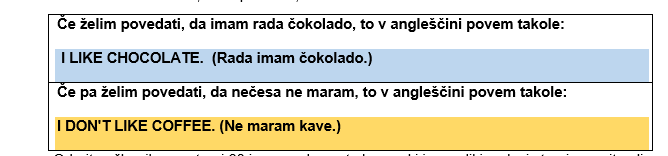 Če želim povedati, da imam rada čokolado, to v angleščini povem takole:
I LIKE CHOCOLATE.  (Rada imam čokolado.)
Če pa želim povedati, da nečesa ne maram, to v angleščini povem takole:
I DON'T LIKE COFFEE. (Ne maram kave.)